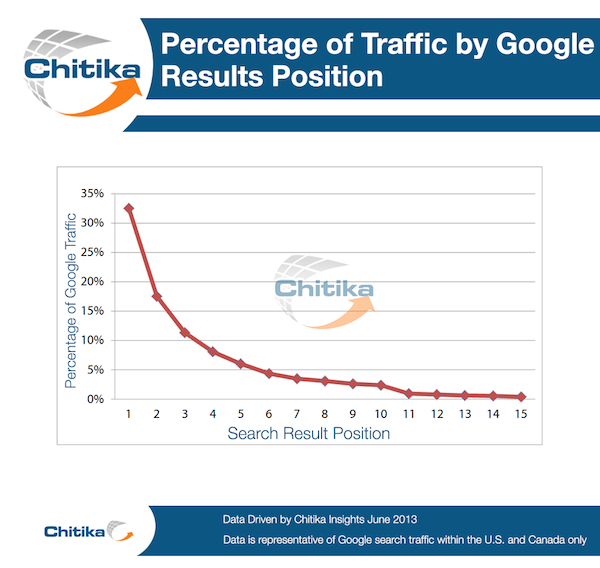 Chitika
Percentage of Traffic by Google
Results Position
Percentage of Google Traffic
35%
30%
25%
20%
15%
10%
5%
0%
Chitika
1 2 3 4 5 6 7 8 9 10 11 12 13 14 15
Search Result Position
Chitika
Data Driven by Chitika Insights June 2013
Data is representative of Google search traffic within the U.S. and Canada only